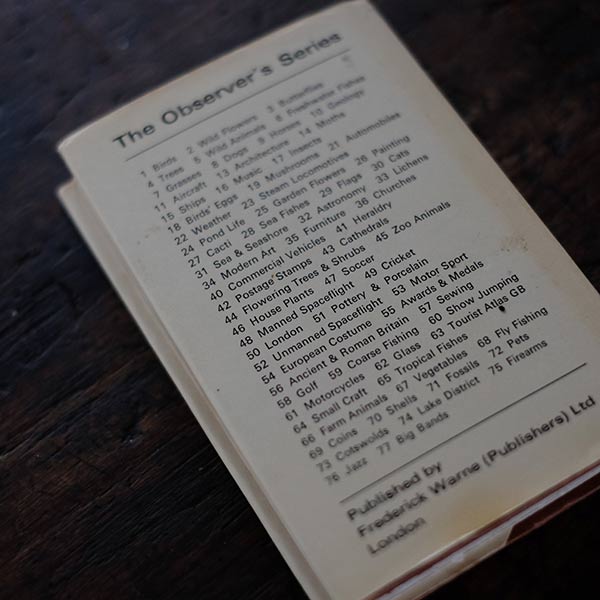 The Observer's Series
1 Birds 2 Wild Flowers 3 Butterflies
4 Trees 5 Wild Animals 6 Freshwater Fishes
7 Grasses 8 Dogs 9 Horses 10 Geology
11 Aircraft 13 Architecture 14 Moths
15 Ships 16 Music 17 Insects
18 Birds' Eggs 19 Mushrooms 21 Automobiles
22 Weather 23 Steam Locomotives
24 Pond Life 25 Garden Flowers 26 Painting
27 Cacti 28 Sea Fishes 29 Flags 30 Cats
31 Sea & Seashore 32 Astronomy 33 Lichens
34 Modern Art 35 Furniture 36 Churches
40 Commercial Vehicles 41 Heraldry
42 Postage Stamps 43 Cathedrals
44 Flowering Trees & Shrubs 45 Zoo Animals
46 House Plants 47 Soccer
48 Manned Spaceflight 49 Cricket
50 London 51 Pottery & Porcelain
52 Unmanned Spaceflight 53 Motor Sport
54 European Costume 55 Awards & Medals
56 Ancient & Roman Britain 57 Sewing
58 Golf 59 Coarse Fishing 60 Show Jumping
61 Motorcycles 62 Glass 63 Tourist Atlas GB
64 Small Craft 65 Tropical Fishes
66 Farm Animals 67 Vegetables 68 Fly Fishing
69 Coins 70 Shells 71 Fossils 72 Pets
73 Cotswolds 74 Lake District 75 Firearms
76 Jazz 77 Big Bands
Published by
Frederick Warne (Publishers) Ltd
London